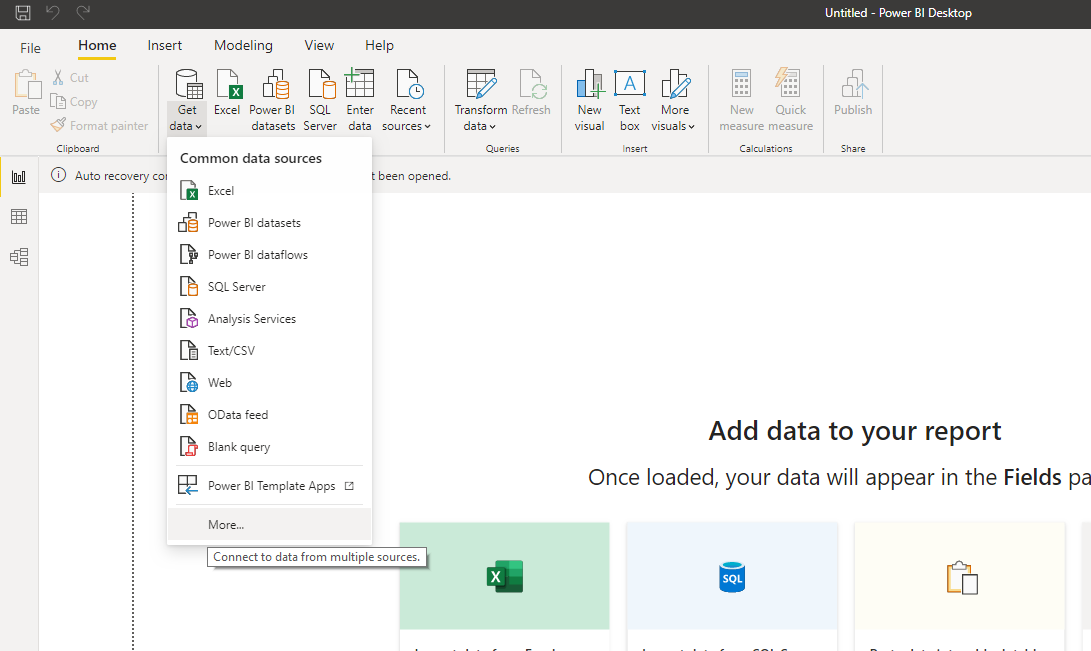 Untitled - Power BI Desktop
File Home Insert Modeling View Help
Paste
Cut
Copy
Format painter
Clipboard
Get data
Excel
Power BI datasets
SQL Server
Enter data
Recent sources
Transform data
Refresh
Queries
New visual
Text box
More visuals
Insert
New measure
Quick measure
Calculations
Publish
Share
Auto recovery
t been opened.
Common data sources
Excel
Power BI datasets
Power BI dataflows
SQL Server
Analysis Services
Text/CSV
Web
OData feed
Blank query
Power BI Template Apps
More...
Connect to data from multiple sources.
Add data to your report
Once loaded, your data will appear in the Fields pa
SQL